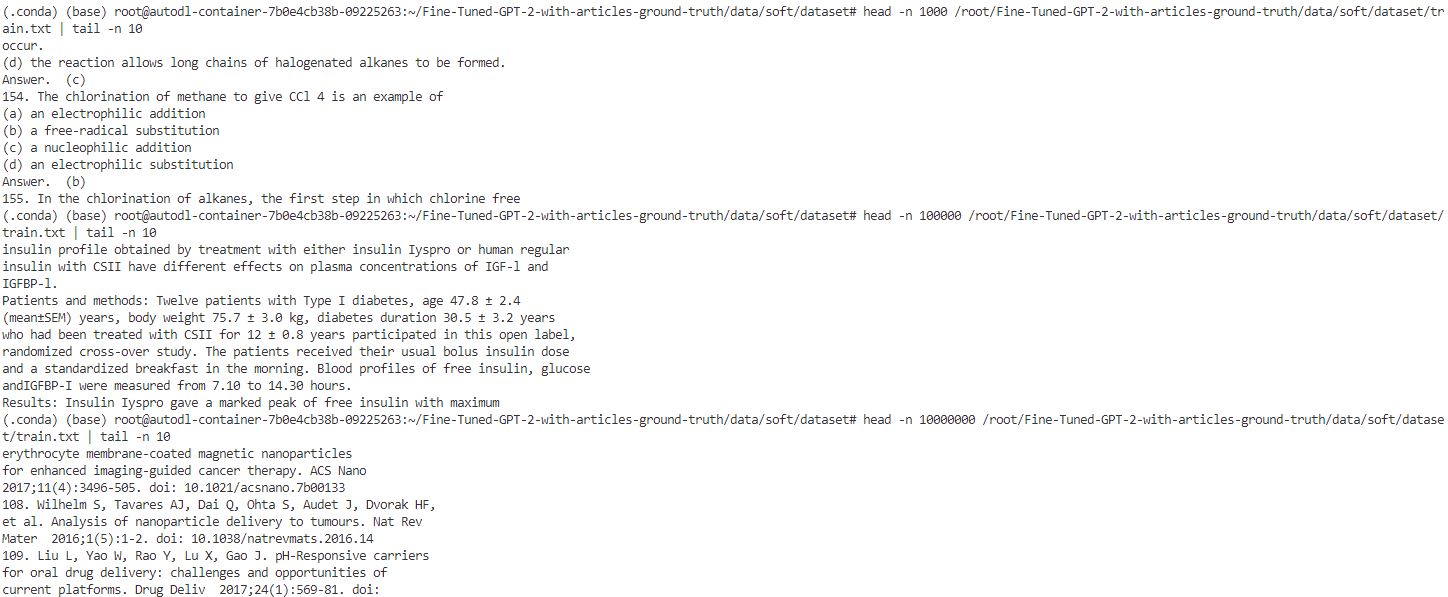 (.conda) (base) root@autodl-container-7b0e4cb38b-09225263:~/Fine-Tuned-GPT-2-with-articles-ground-truth/data/soft/dataset# head -n 1000 /root/Fine-Tuned-GPT-2-with-articles-ground-truth/data/soft/dataset/tr
ain.txt | tail -n 10
occur.
(d) the reaction allows long chains of halogenated alkanes to be formed.
Answer.  (c)
154. The chlorination of methane to give CCl 4 is an example of
(a) an electrophilic addition
(b) a free-radical substitution
(c) a nucleophilic addition
(d) an electrophilic substitution
Answer.  (b)
155. In the chlorination of alkanes, the first step in which chlorine free
(.conda) (base) root@autodl-container-7b0e4cb38b-09225263:~/Fine-Tuned-GPT-2-with-articles-ground-truth/data/soft/dataset# head -n 100000 /root/Fine-Tuned-GPT-2-with-articles-ground-truth/data/soft/dataset/
train.txt | tail -n 10
insulin profile obtained by treatment with either insulin Iyspro or human regular
insulin with CSII have different effects on plasma concentrations of IGF-l and
IGFBP-l.
Patients and methods: Twelve patients with Type I diabetes, age 47.8 ± 2.4
(mean±SEM) years, body weight 75.7 ± 3.0 kg, diabetes duration 30.5 ± 3.2 years
who had been treated with CSII for 12 ± 0.8 years participated in this open label,
randomized cross-over study. The patients received their usual bolus insulin dose
and a standardized breakfast in the morning. Blood profiles of free insulin, glucose
andIGFBP-I were measured from 7.10 to 14.30 hours.
Results: Insulin Iyspro gave a marked peak of free insulin with maximum
(.conda) (base) root@autodl-container-7b0e4cb38b-09225263:~/Fine-Tuned-GPT-2-with-articles-ground-truth/data/soft/dataset# head -n 10000000 /root/Fine-Tuned-GPT-2-with-articles-ground-truth/data/soft/datase
t/train.txt | tail -n 10
erythrocyte membrane-coated magnetic nanoparticles
for enhanced imaging-guided cancer therapy. ACS Nano
2017;11(4):3496-505. doi: 10.1021/acsnano.7b00133
108. Wilhelm S, Tavares AJ, Dai Q, Ohta S, Audet J, Dvorak HF,
et al. Analysis of nanoparticle delivery to tumours. Nat Rev
Mater  2016;1(5):1-2. doi: 10.1038/natrevmats.2016.14
109. Liu L, Yao W, Rao Y, Lu X, Gao J. pH-Responsive carriers
for oral drug delivery: challenges and opportunities of
current platforms. Drug Deliv  2017;24(1):569-81. doi: